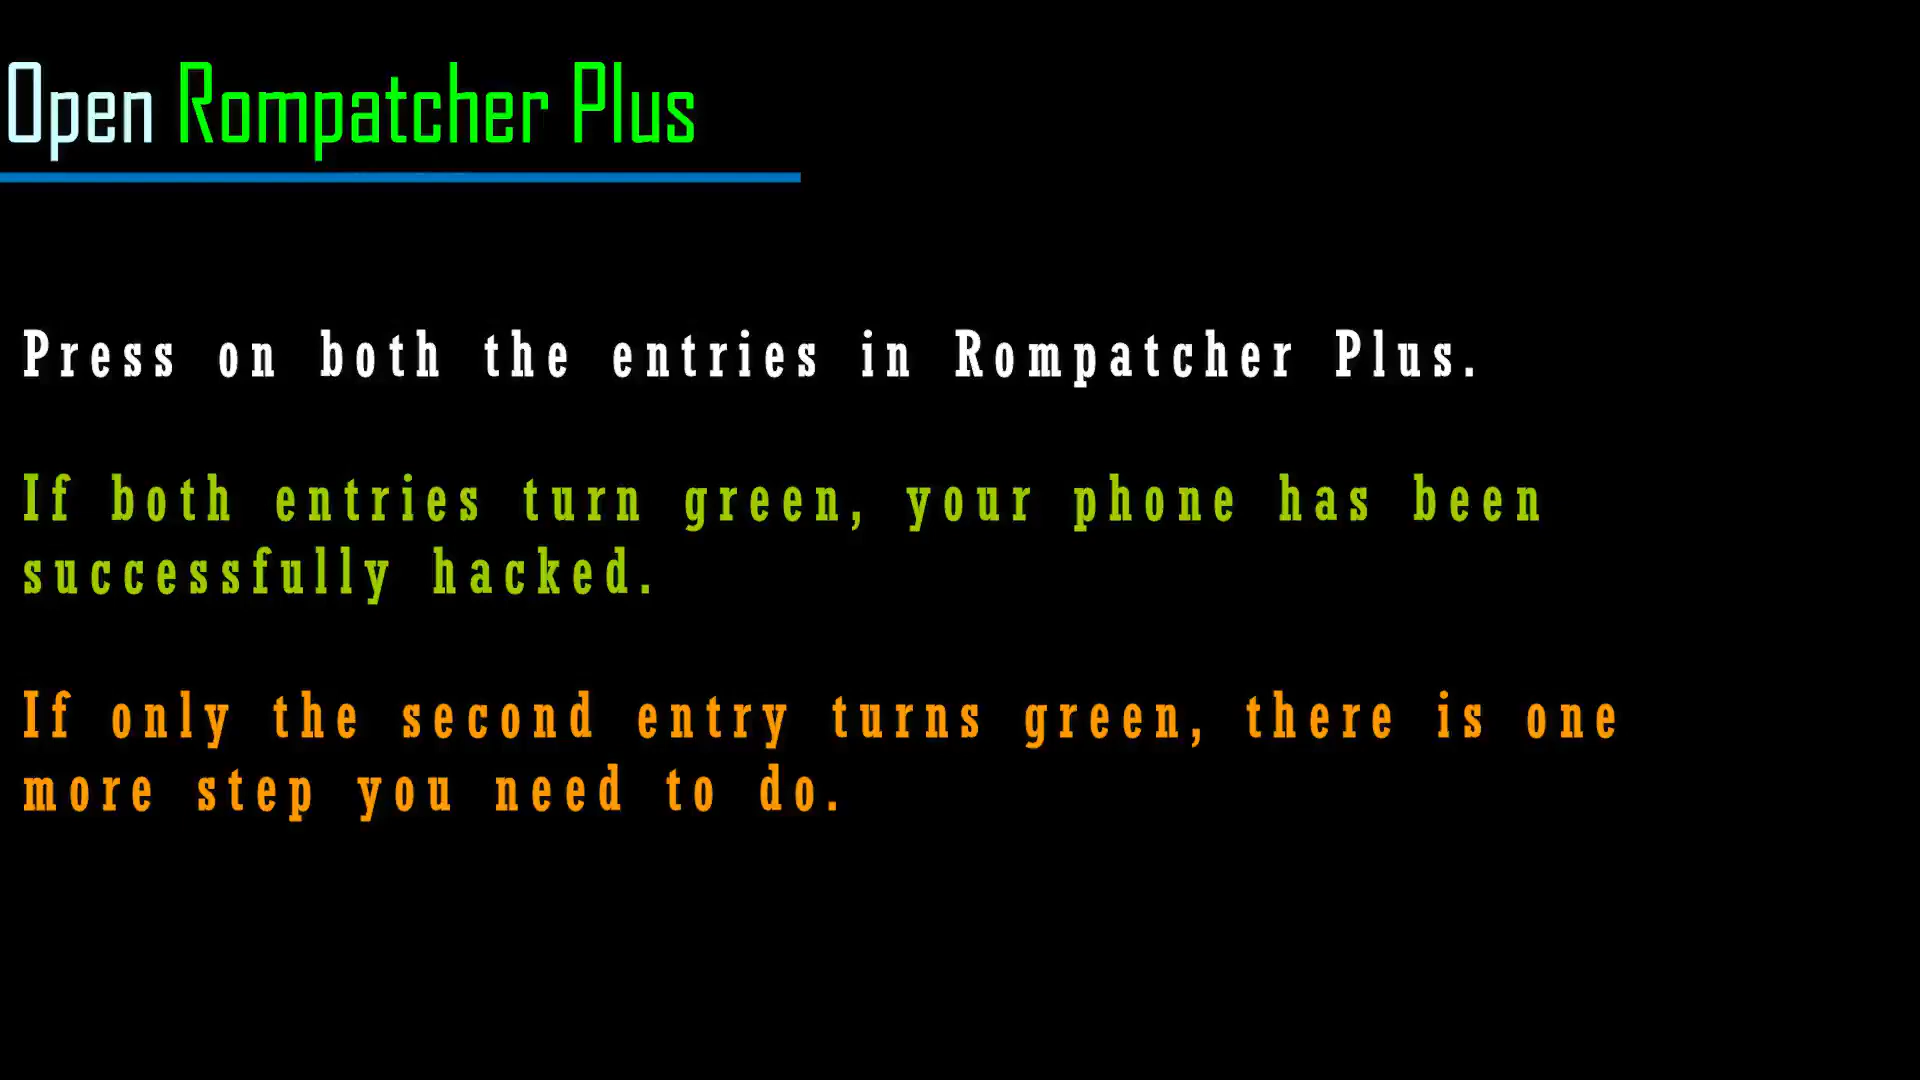 Open Rompatcher Plus
Press on both the entries in Rompatcher Plus.
If both entries turn green, your phone has been
successfully hacked.
If only the second entry turns green, there is one
more step you need to do.